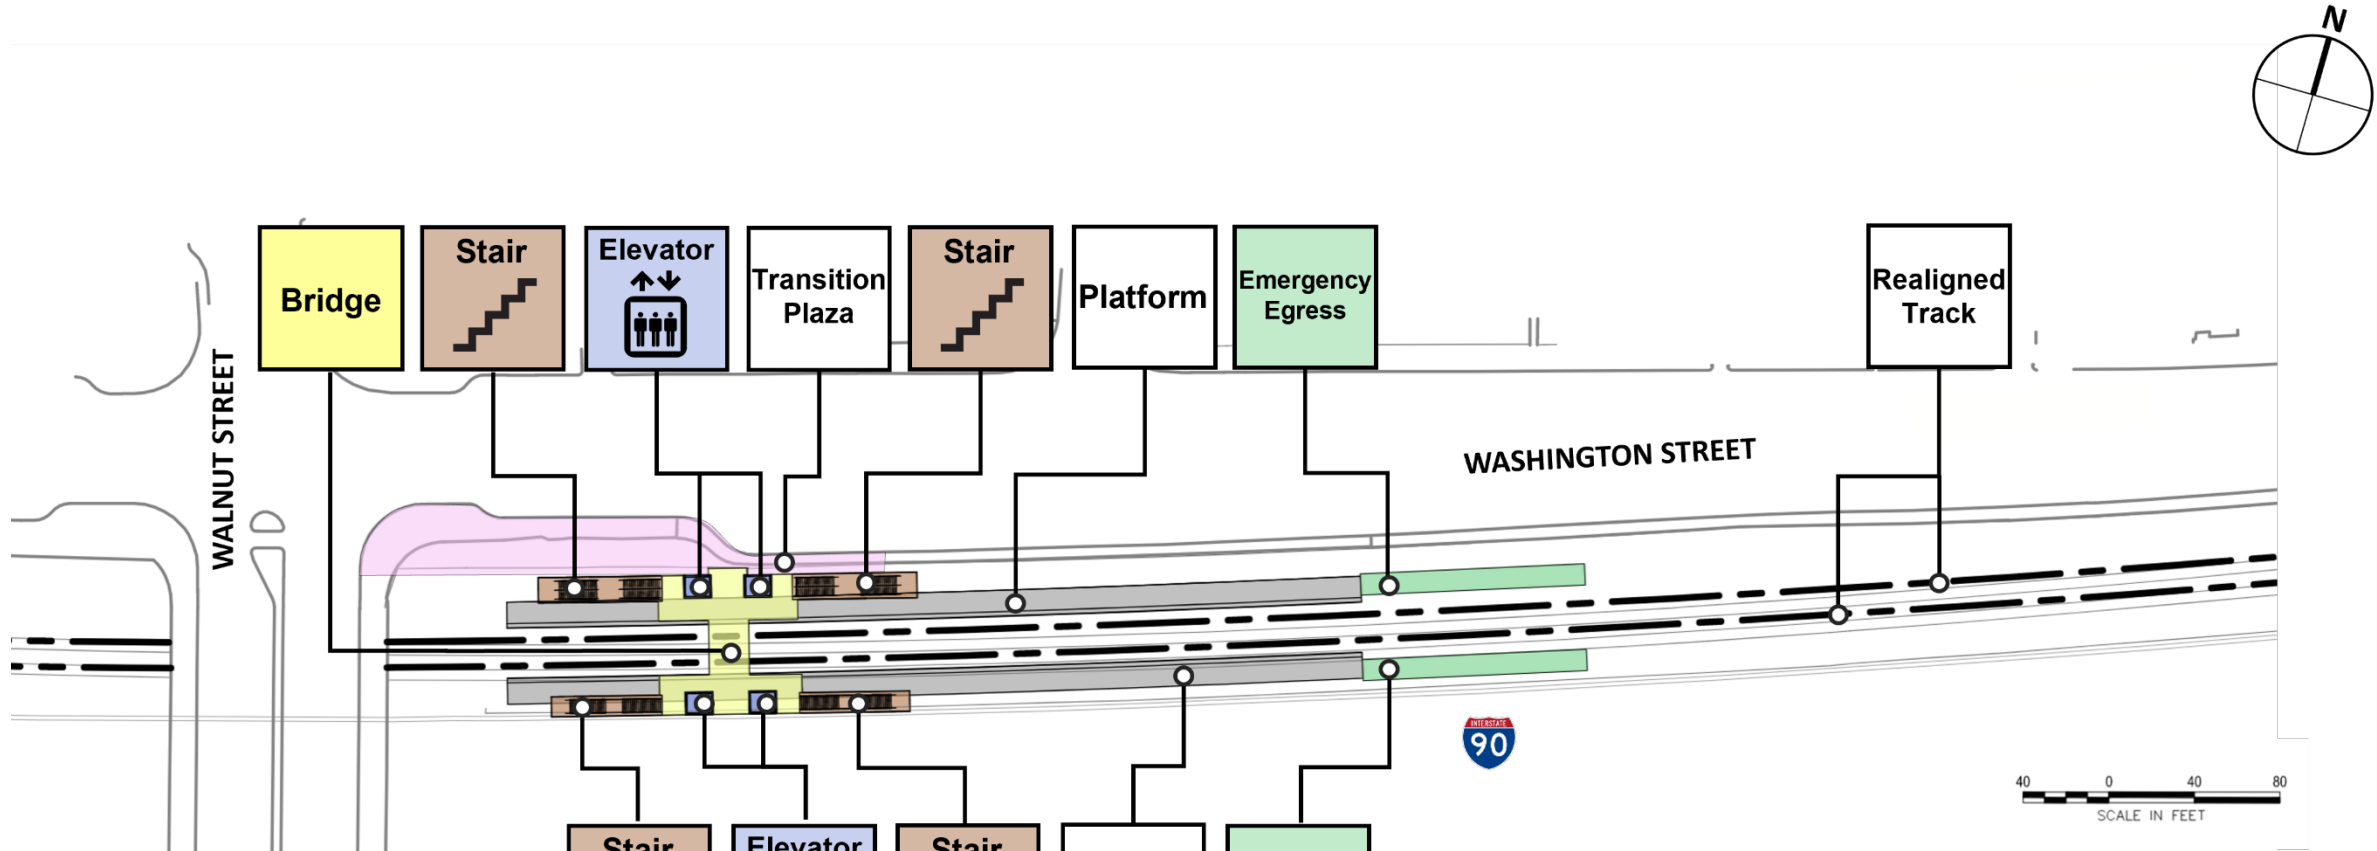 N
Bridge
Stair
Elevator
Transition
Plaza
Stair
Platform
Emergency
Egress
Realigned
Track
WALNUT STREET
WASHINGTON STREET
INTERSTATE
90
40 0 40 80
SCALE IN FEET
Stair
Elevator
Stair